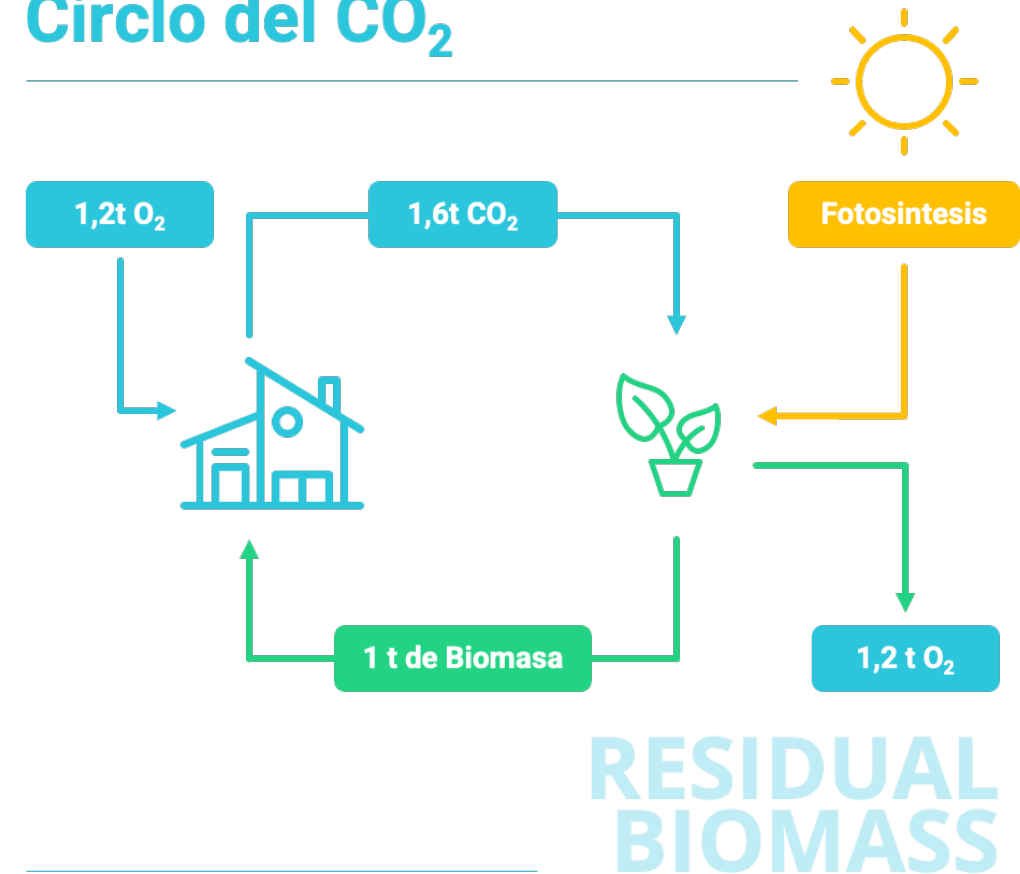 Circlo del CO₂
1,2t O₂
1,6t CO₂
Fotosintesis
1 t de Biomasa
1,2 t O₂
RESIDUAL
BIOMASS